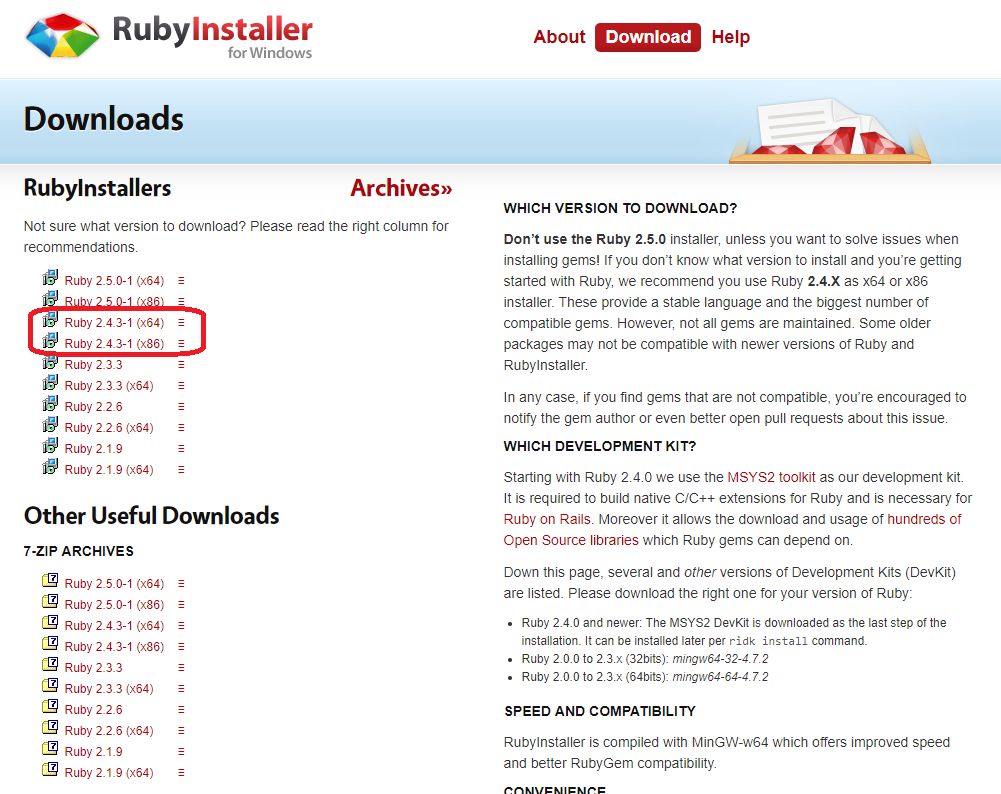 RubyInstaller
for Windows
About Download Help
Downloads
RubyInstallers Archives»
Not sure what version to download? Please read the right column for
recommendations.
Ruby 2.5.0-1 (x64)
Ruby 2.5.0-1 (x86)
Ruby 2.4.3-1 (x64)
Ruby 2.4.3-1 (x86)
Ruby 2.3.3
Ruby 2.3.3 (x64)
Ruby 2.2.6
Ruby 2.2.6 (x64)
Ruby 2.1.9
Ruby 2.1.9 (x64)
Other Useful Downloads
7-ZIP ARCHIVES
Ruby 2.5.0-1 (x64)
Ruby 2.5.0-1 (x86)
Ruby 2.4.3-1 (x64)
Ruby 2.4.3-1 (x86)
Ruby 2.3.3
Ruby 2.3.3 (x64)
Ruby 2.2.6
Ruby 2.2.6 (x64)
Ruby 2.1.9
Ruby 2.1.9 (x64)
WHICH VERSION TO DOWNLOAD?
Don't use the Ruby 2.5.0 installer, unless you want to solve issues when
installing gems! If you don't know what version to install and you're getting
started with Ruby, we recommend you use Ruby 2.4.X as x64 or x86
installer. These provide a stable language and the biggest number of
compatible gems. However, not all gems are maintained. Some older
packages may not be compatible with newer versions of Ruby and
RubyInstaller.
In any case, if you find gems that are not compatible, you're encouraged to
notify the gem author or even better open pull requests about this issue.
WHICH DEVELOPMENT KIT?
Starting with Ruby 2.4.0 we use the MSYS2 toolkit as our development kit.
It is required to build native C/C++ extensions for Ruby and is necessary for
Ruby on Rails. Moreover it allows the download and usage of hundreds of
Open Source libraries which Ruby gems can depend on.
Down this page, several and other versions of Development Kits (DevKit)
are listed. Please download the right one for your version of Ruby:
• Ruby 2.4.0 and newer: The MSYS2 DevKit is downloaded as the last step of the
installation. It can be installed later per ridk install command.
• Ruby 2.0.0 to 2.3.x (32bits): mingw64-32-4.7.2
• Ruby 2.0.0 to 2.3.x (64bits): mingw64-64-4.7.2
SPEED AND COMPATIBILITY
RubyInstaller is compiled with MinGW-w64 which offers improved speed
and better RubyGem compatibility.
CONVENIENCE